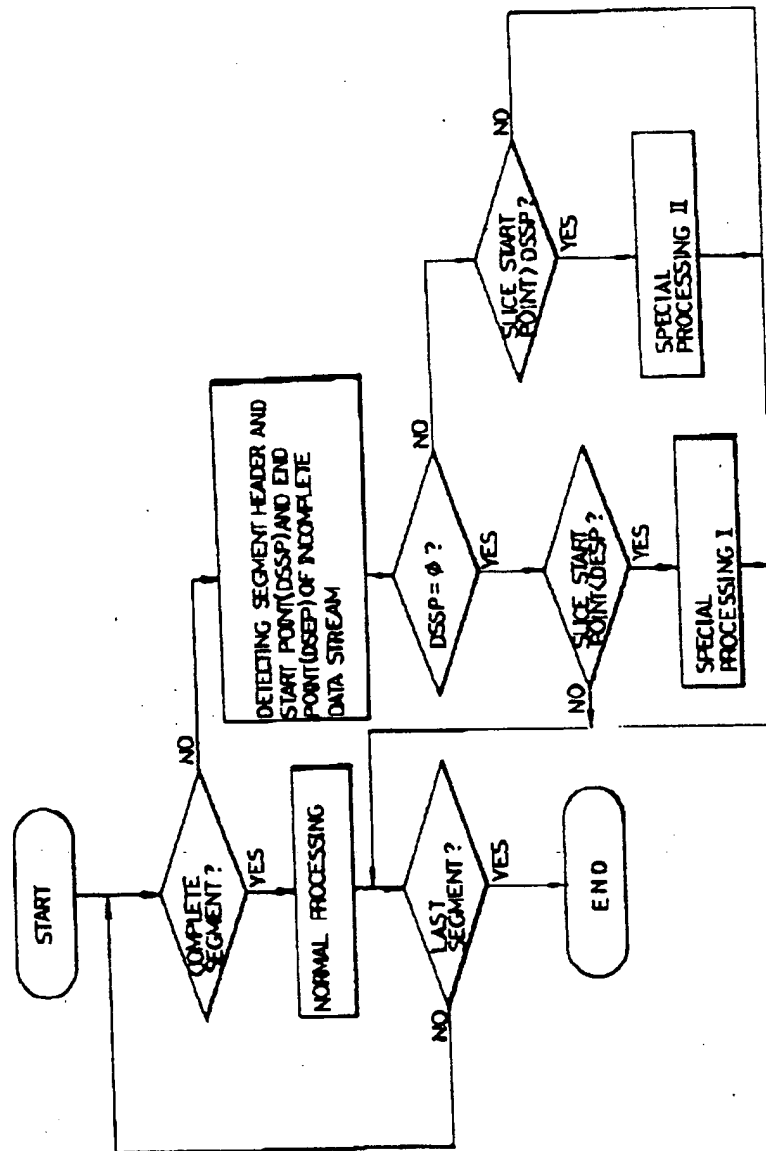 START
COMPLETE
SEGMENT?
NO
YES
NORMAL PROCESSING
LAST
SEGMENT?
NO
YES
END
DETECTING SEGMENT HEADER AND
START POINT(DSSP) AND END
POINT(DSEP) OF INCOMPLETE
DATA STREAM
DSSP=ϕ?
NO
YES
SLICE START
POINT<DESP?
NO
YES
SPECIAL
PROCESSING I
SLICE START
POINT>DSSP?
NO
YES
SPECIAL
PROCESSING II